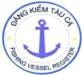 ĐĂNG KIỂM TÀU CÁ
FISHING VESSEL REGISTER